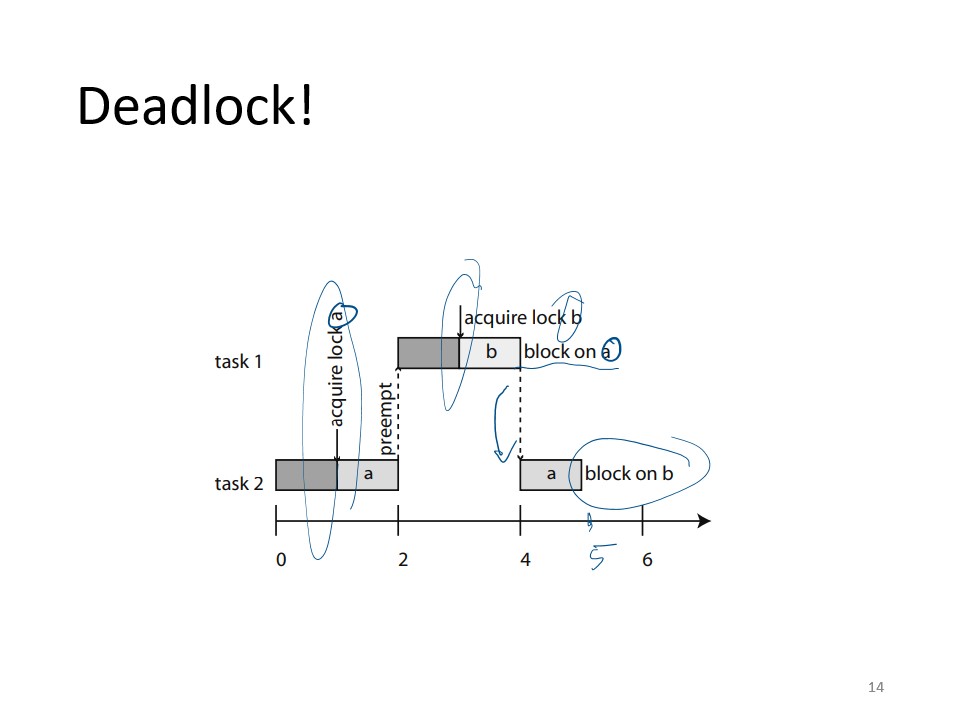 Deadlock!
acquire lock b
acquire lock a
task 1
b
block on a
preempt
task 2
a
a
block on b
0
2
4
5
6
14